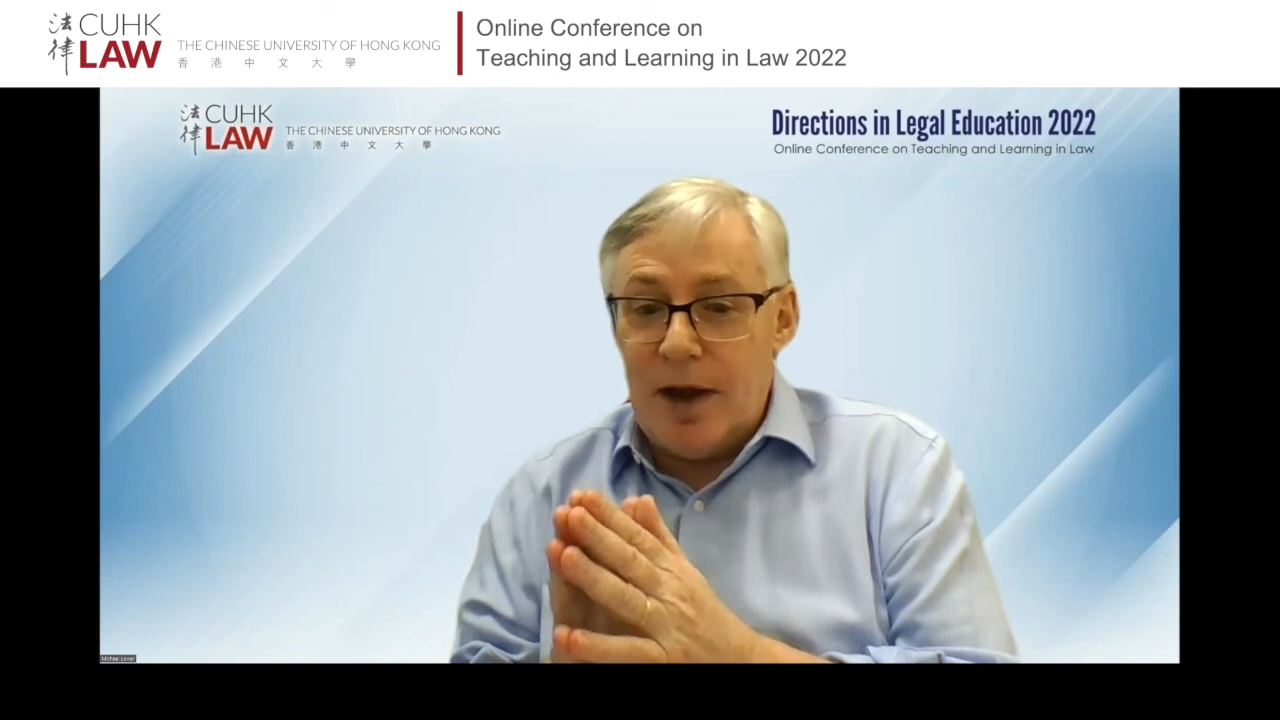 法律 CUHK LAW THE CHINESE UNIVERSITY OF HONG KONG
香港中文大學
Online Conference on
Teaching and Learning in Law 2022
法律 CUHK LAW THE CHINESE UNIVERSITY OF HONG KONG
香港中文大學
Directions in Legal Education 2022
Online Conference on Teaching and Learning in Law
Michael Lower